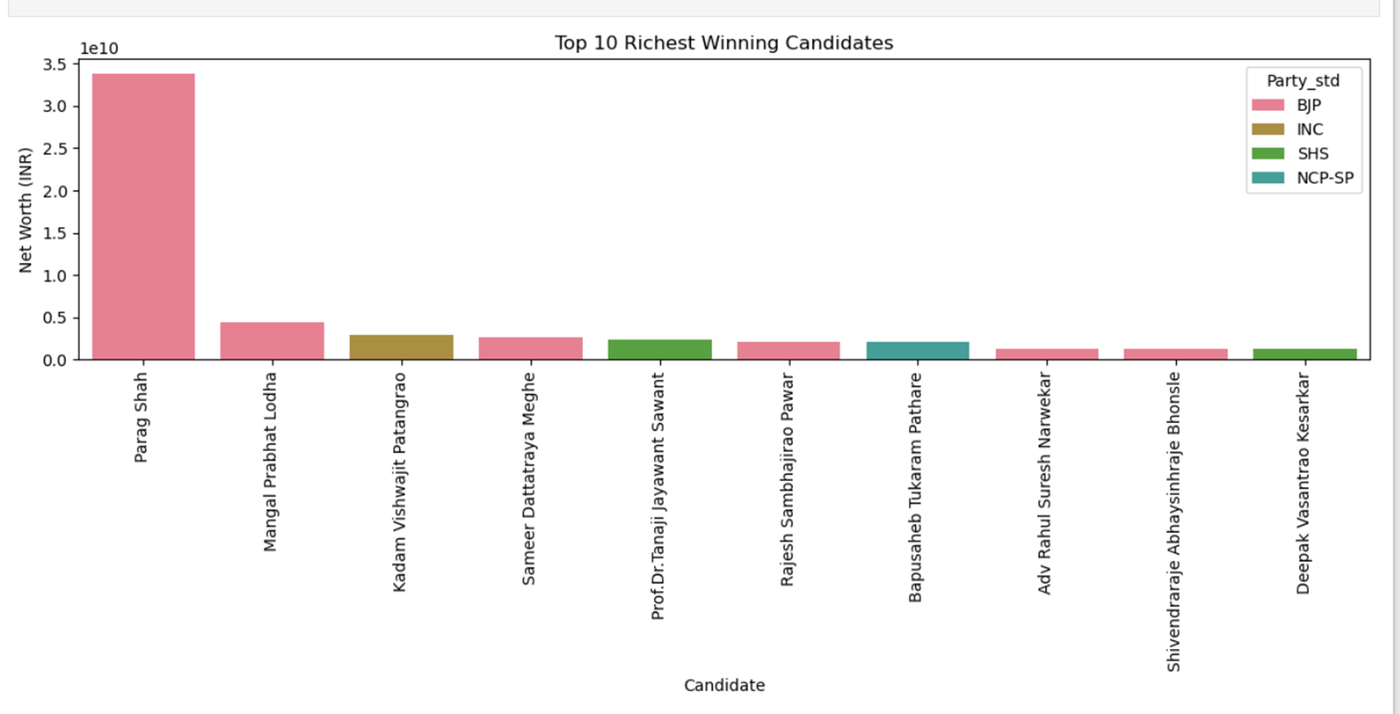 Top 10 Richest Winning Candidates
1e10
3.5
3.0
2.5
2.0
1.5
1.0
0.5
0.0
Net Worth (INR)
Party_std
BJP
INC
SHS
NCP-SP
Parag Shah
Mangal Prabhat Lodha
Kadam Vishwajit Patangrao
Sameer Dattatraya Meghe
Prof.Dr.Tanaji Jayawant Sawant
Rajesh Sambhajirao Pawar
Bapusaheb Tukaram Pathare
Adv Rahul Suresh Narwekar
Shivendraraje Abhaysinhraje Bhonsle
Deepak Vasantrao Kesarkar
Candidate